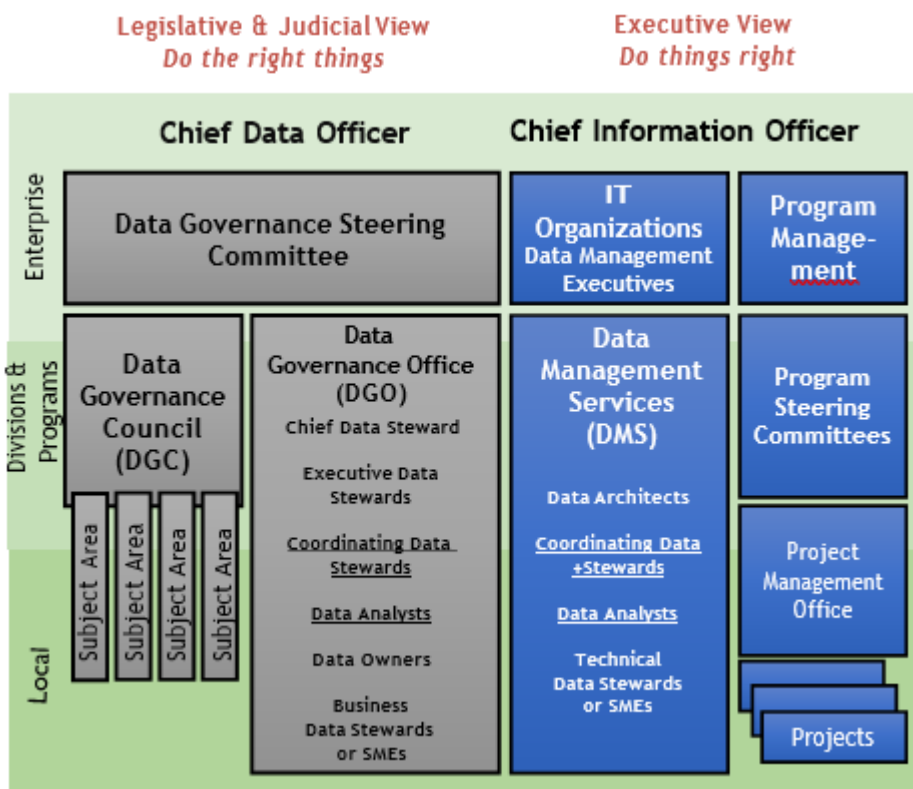 Legislative & Judicial View
Do the right things
Executive View
Do things right
Chief Data Officer
Chief Information Officer
Enterprise
Data Governance Steering
Committee
IT
Organizations
Data Management
Executives
Program
Manage-
ment
Divisions &
Programs
Data
Governance
Council
(DGC)
Data
Governance Office
(DGO)
Chief Data Steward
Executive Data
Stewards
Coordinating Data
Stewards
Data Analysts
Data Owners
Business
Data Stewards
or SMEs
Data
Management
Services
(DMS)
Data Architects
Coordinating Data
+Stewards
Data Analysts
Technical
Data Stewards
or SMEs
Program
Steering
Committees
Local
Subject Area
Subject Area
Subject Area
Subject Area
Project
Management
Office
Projects